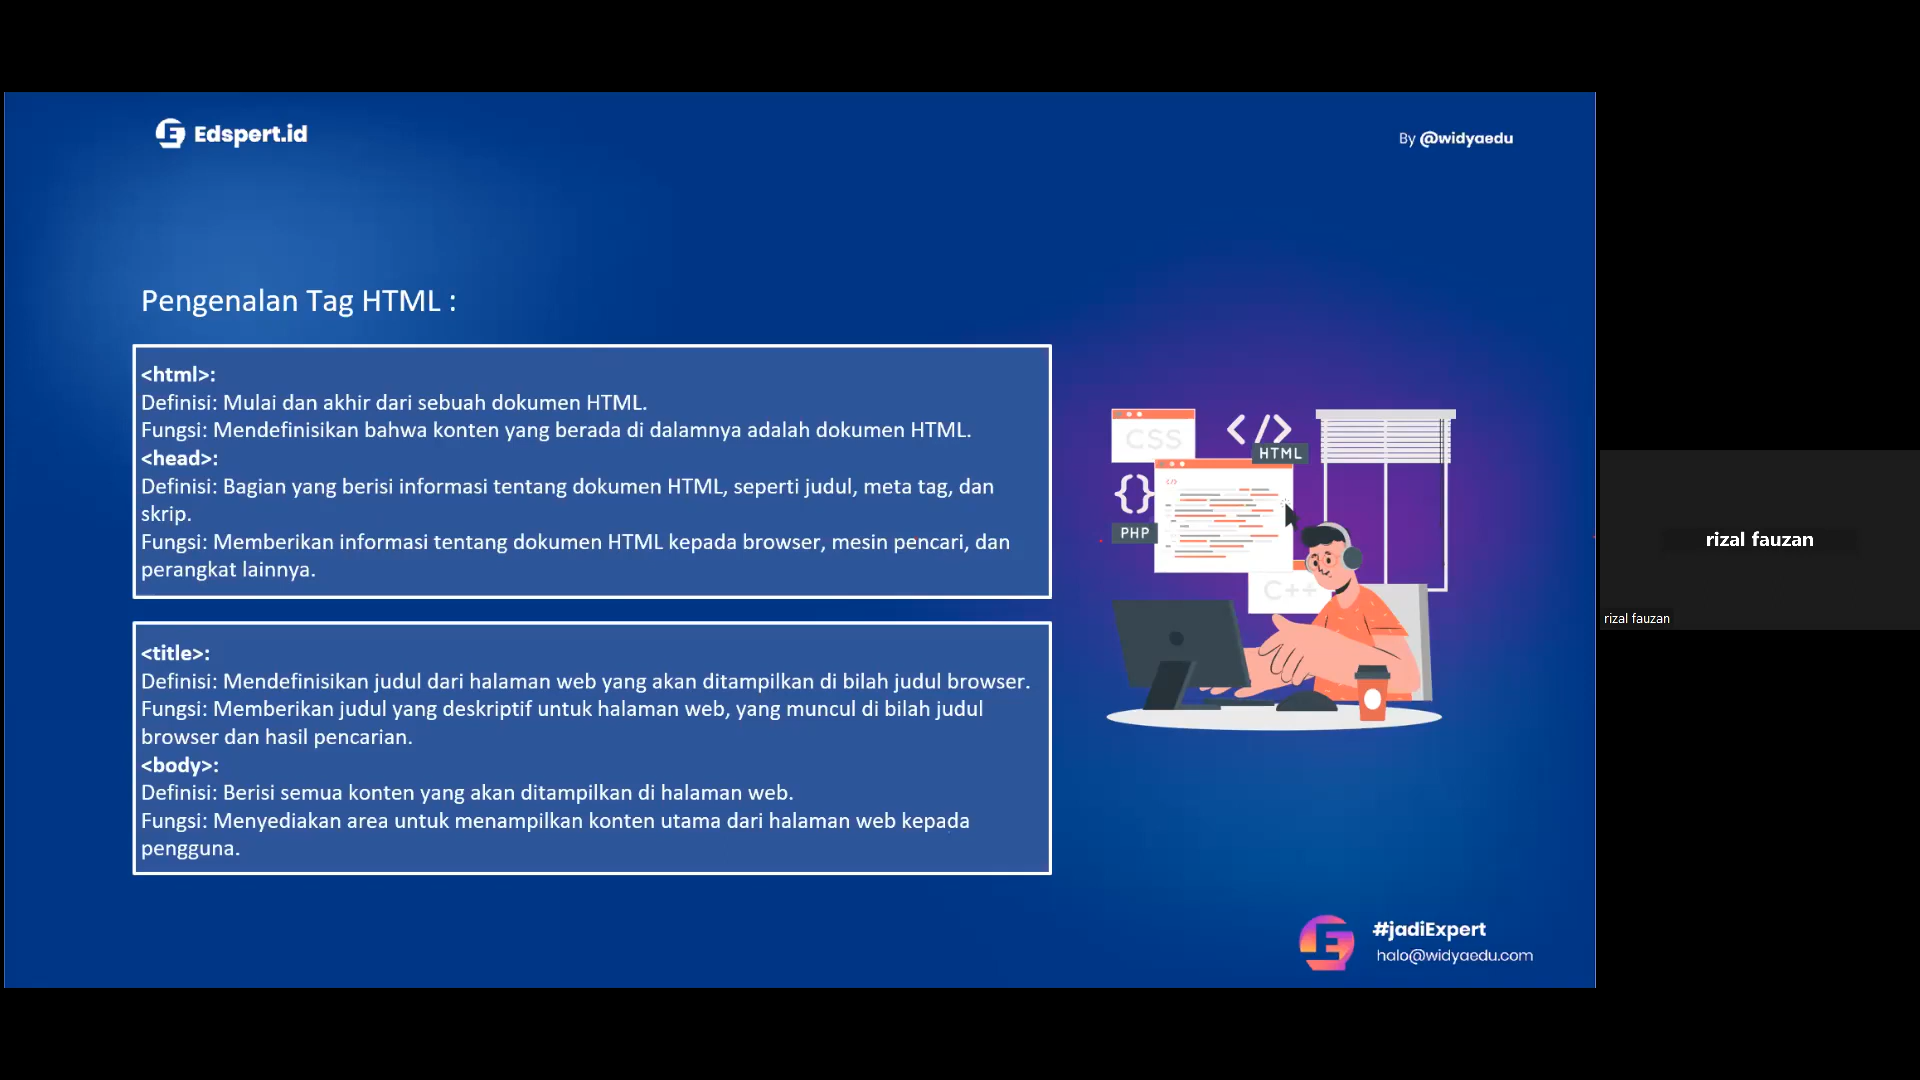 Edspert.id
By @widyaedu
Pengenalan Tag HTML :
<html>:
Definisi: Mulai dan akhir dari sebuah dokumen HTML.
Fungsi: Mendefinisikan bahwa konten yang berada di dalamnya adalah dokumen HTML.
<head>:
Definisi: Bagian yang berisi informasi tentang dokumen HTML, seperti judul, meta tag, dan
skrip.
Fungsi: Memberikan informasi tentang dokumen HTML kepada browser, mesin pencari, dan
perangkat lainnya.
<title>:
Definisi: Mendefinisikan judul dari halaman web yang akan ditampilkan di bilah judul browser.
Fungsi: Memberikan judul yang deskriptif untuk halaman web, yang muncul di bilah judul
browser dan hasil pencarian.
<body>:
Definisi: Berisi semua konten yang akan ditampilkan di halaman web.
Fungsi: Menyediakan area untuk menampilkan konten utama dari halaman web kepada
pengguna.
CSS
</>
HTML
</>
{}
PHP
C++
#jadiExpert
halo@widyaedu.com
rizal fauzan
rizal fauzan